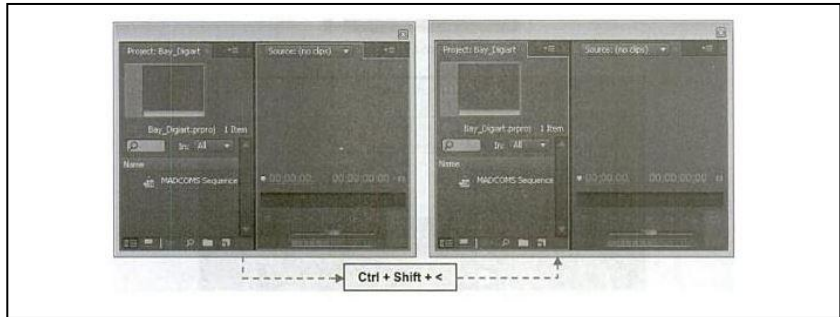 Project: Bay_Digiart
Source: (no clips)
Bay_Digiart.prproj 1 Item
In: All
Name
MADCOMS Sequence
00;00;00;
00;00;00;00
Project: Bay_Digiart
Source: (no clips)
Bay_Digiart.prproj 1 Item
In: All
Name
MADCOMS Sequence
00;00;00;
00;00;00;00
Ctrl + Shift + <